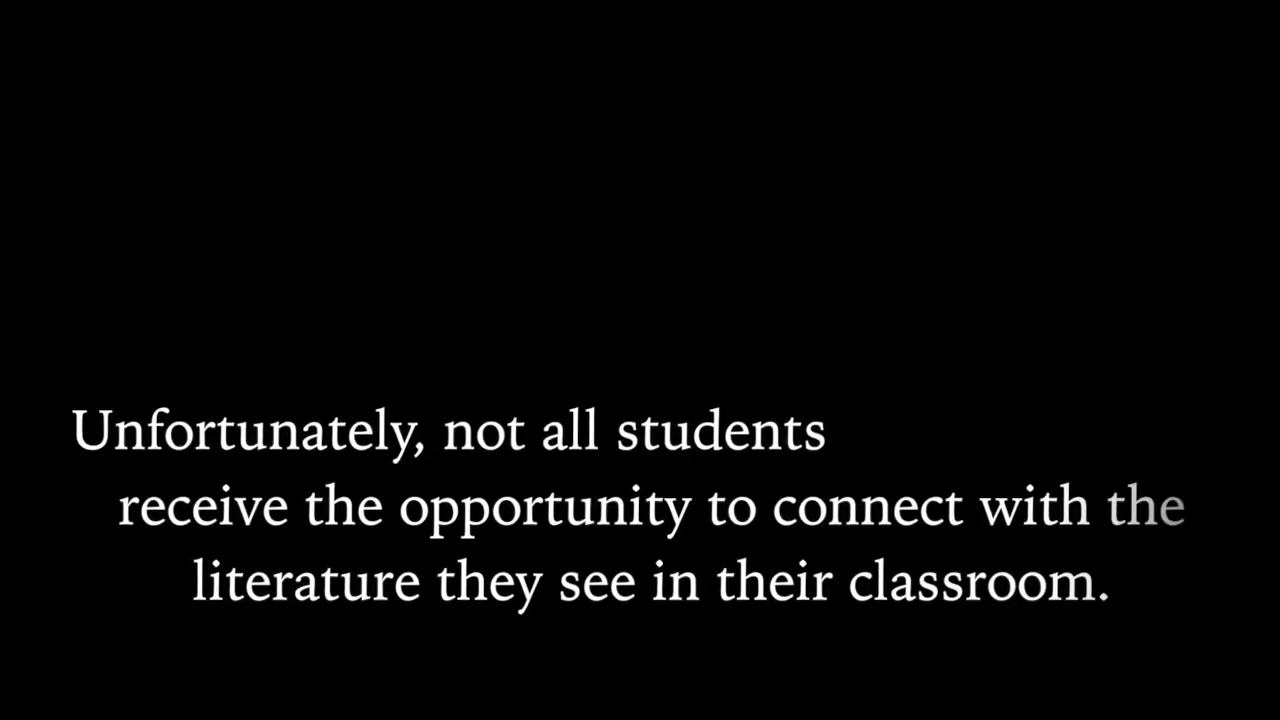 Unfortunately, not all students
receive the opportunity to connect with the
literature they see in their classroom.